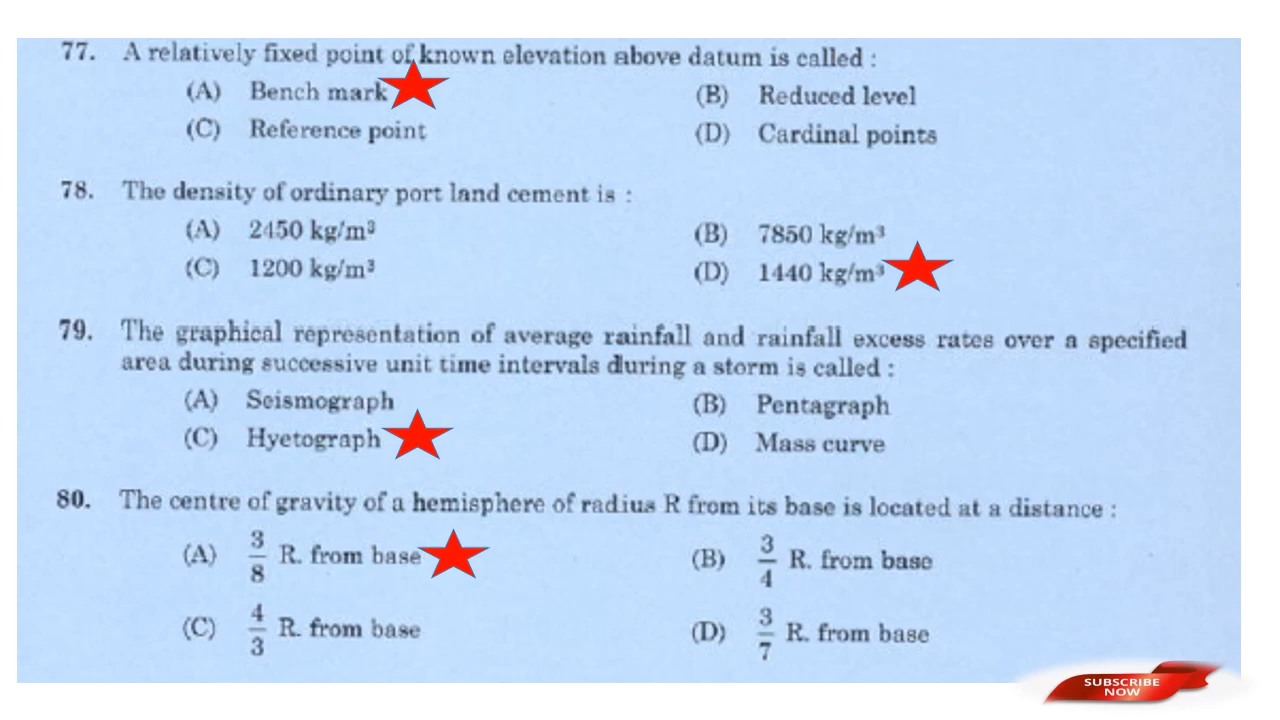 77. A relatively fixed point of known elevation above datum is called :
(A) Bench mark (B) Reduced level
(C) Reference point (D) Cardinal points
78. The density of ordinary port land cement is :
(A) 2450 kg/m³ (B) 7850 kg/m³
(C) 1200 kg/m³ (D) 1440 kg/m³
79. The graphical representation of average rainfall and rainfall excess rates over a specified
area during successive unit time intervals during a storm is called :
(A) Seismograph (B) Pentagraph
(C) Hyetograph (D) Mass curve
80. The centre of gravity of a hemisphere of radius R from its base is located at a distance :
(A) 3/8 R. from base (B) 3/4 R. from base
(C) 4/3 R. from base (D) 3/7 R. from base
SUBSCRIBE
NOW